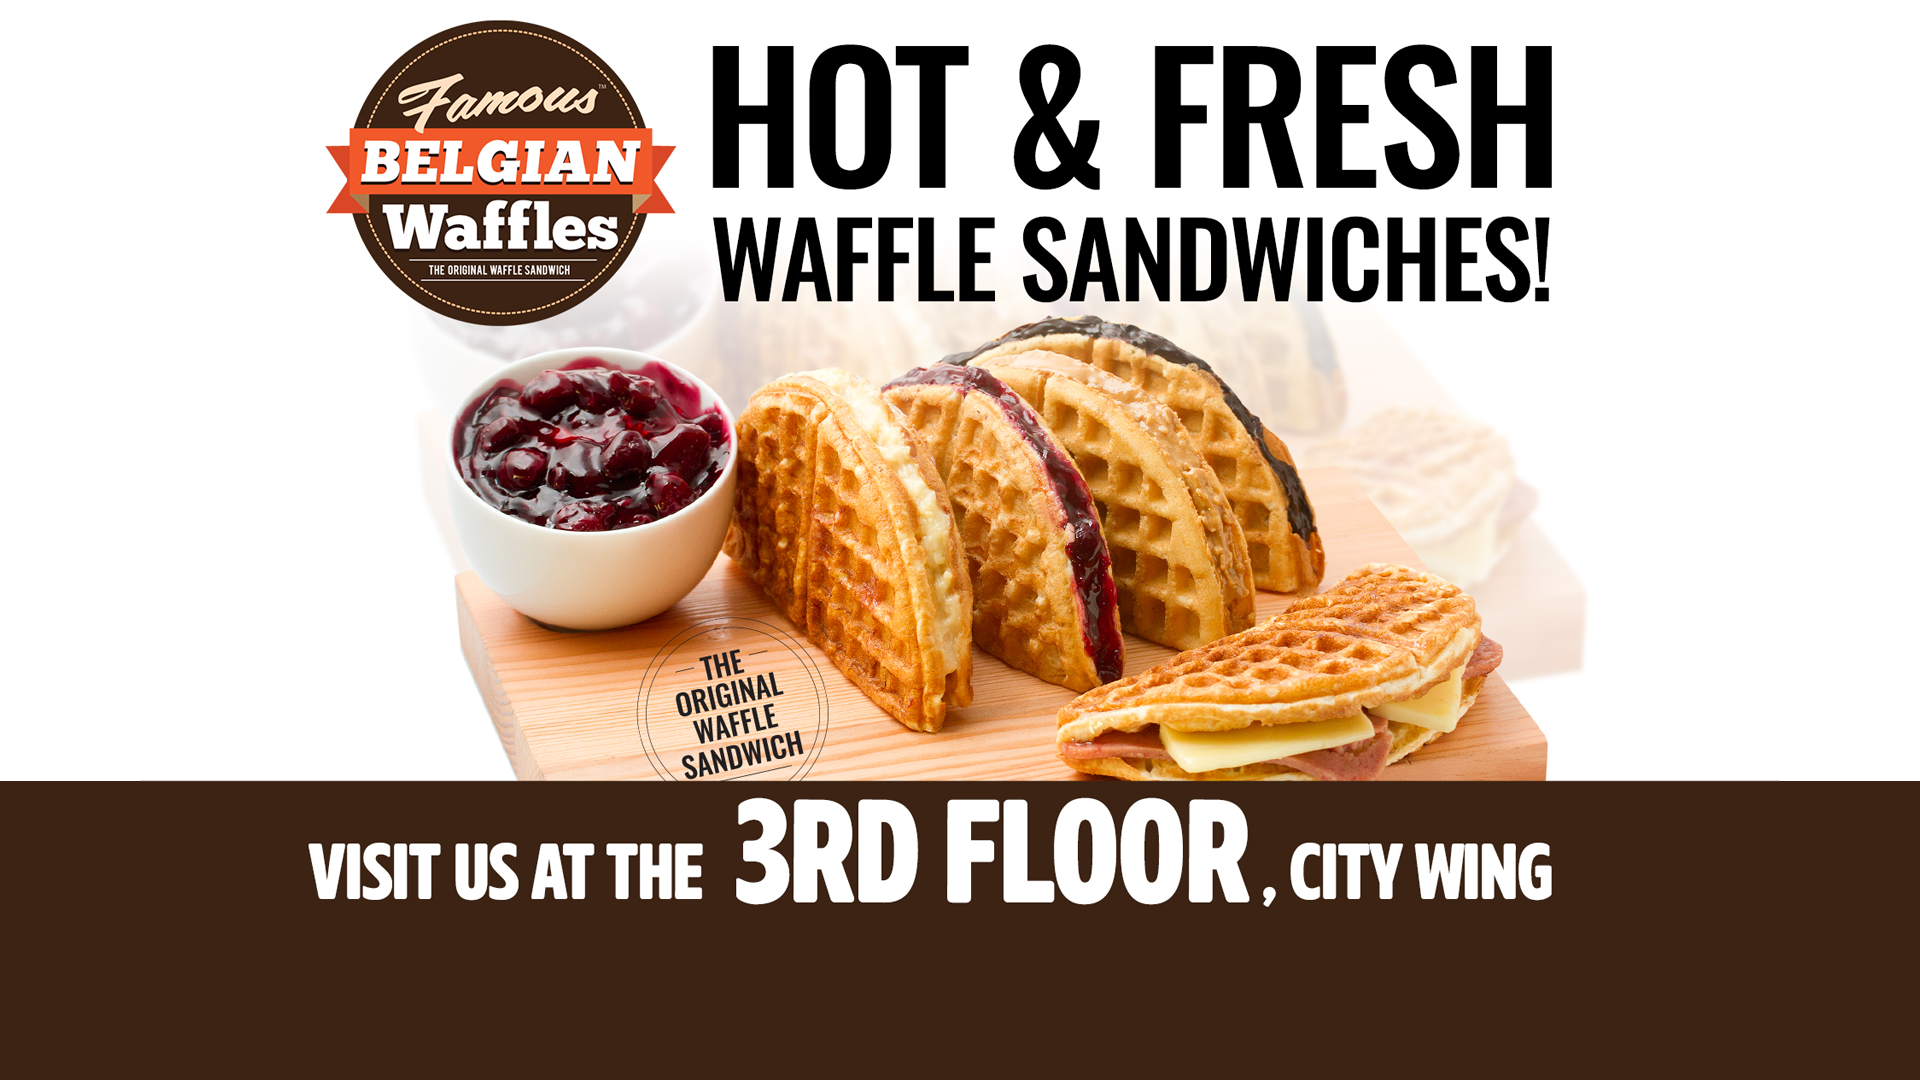 Famous™
BELGIAN
Waffles
THE ORIGINAL WAFFLE SANDWICH
HOT & FRESH
WAFFLE SANDWICHES!
THE
ORIGINAL
WAFFLE
SANDWICH
VISIT US AT THE 3RD FLOOR, CITY WING